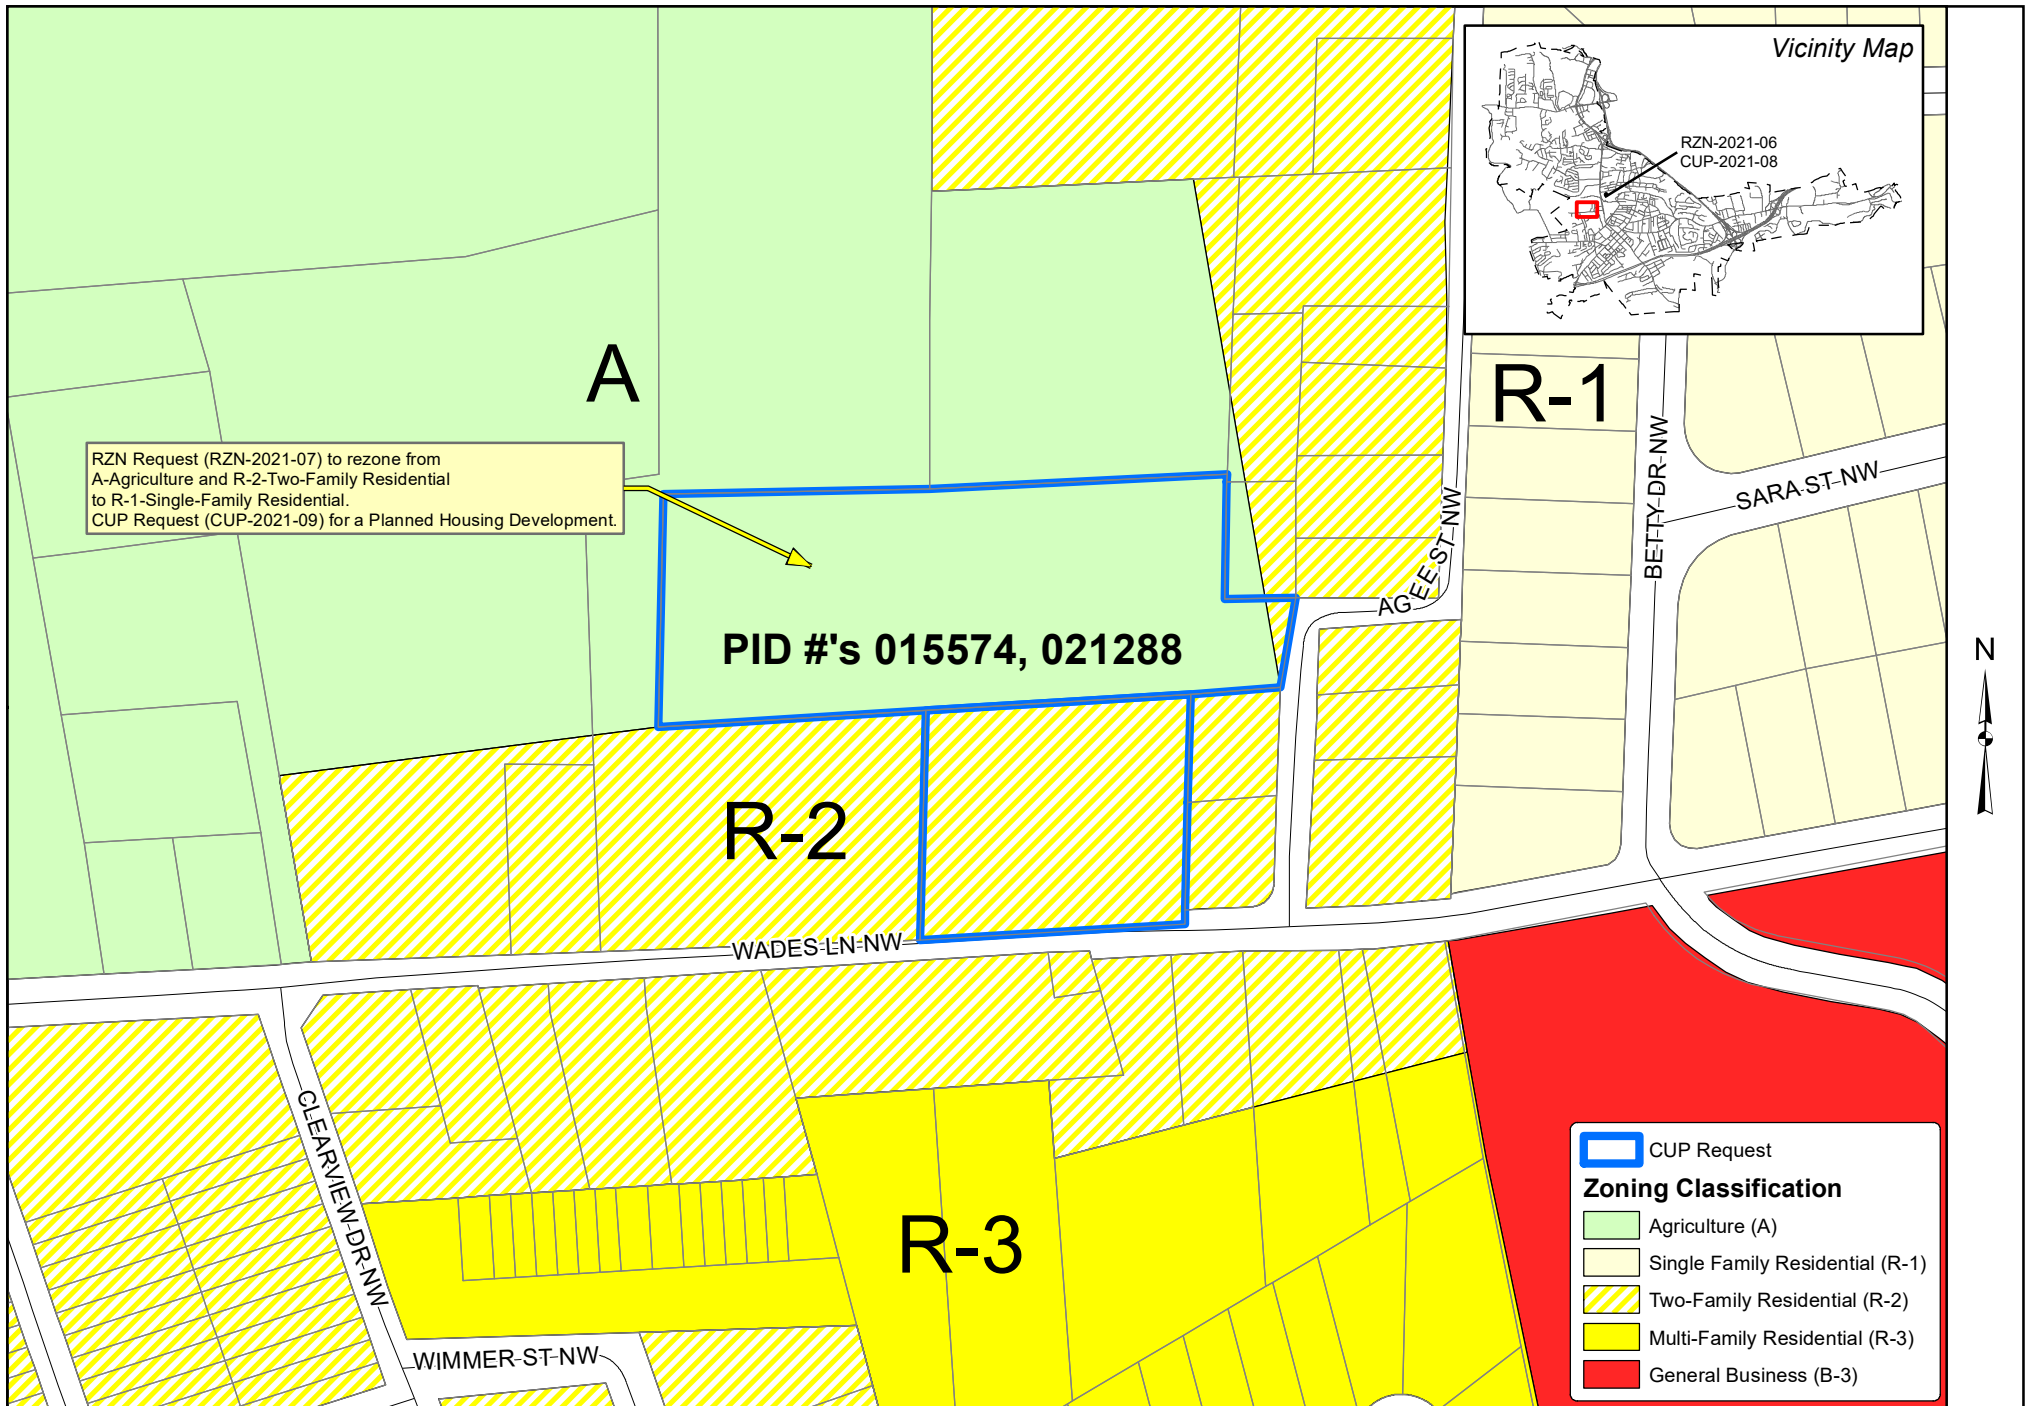 Vicinity Map
RZN-2021-06
CUP-2021-08
A
R-1
RZN Request (RZN-2021-07) to rezone from
A-Agriculture and R-2-Two-Family Residential
to R-1-Single-Family Residential.
CUP Request (CUP-2021-09) for a Planned Housing Development.
BETTY DR NW
SARA ST NW
AGEE ST NW
PID #'s 015574, 021288
N
R-2
WADES LN NW
CLEARVIEW DR NW
R-3
WIMMER ST NW
CUP Request
Zoning Classification
Agriculture (A)
Single Family Residential (R-1)
Two-Family Residential (R-2)
Multi-Family Residential (R-3)
General Business (B-3)